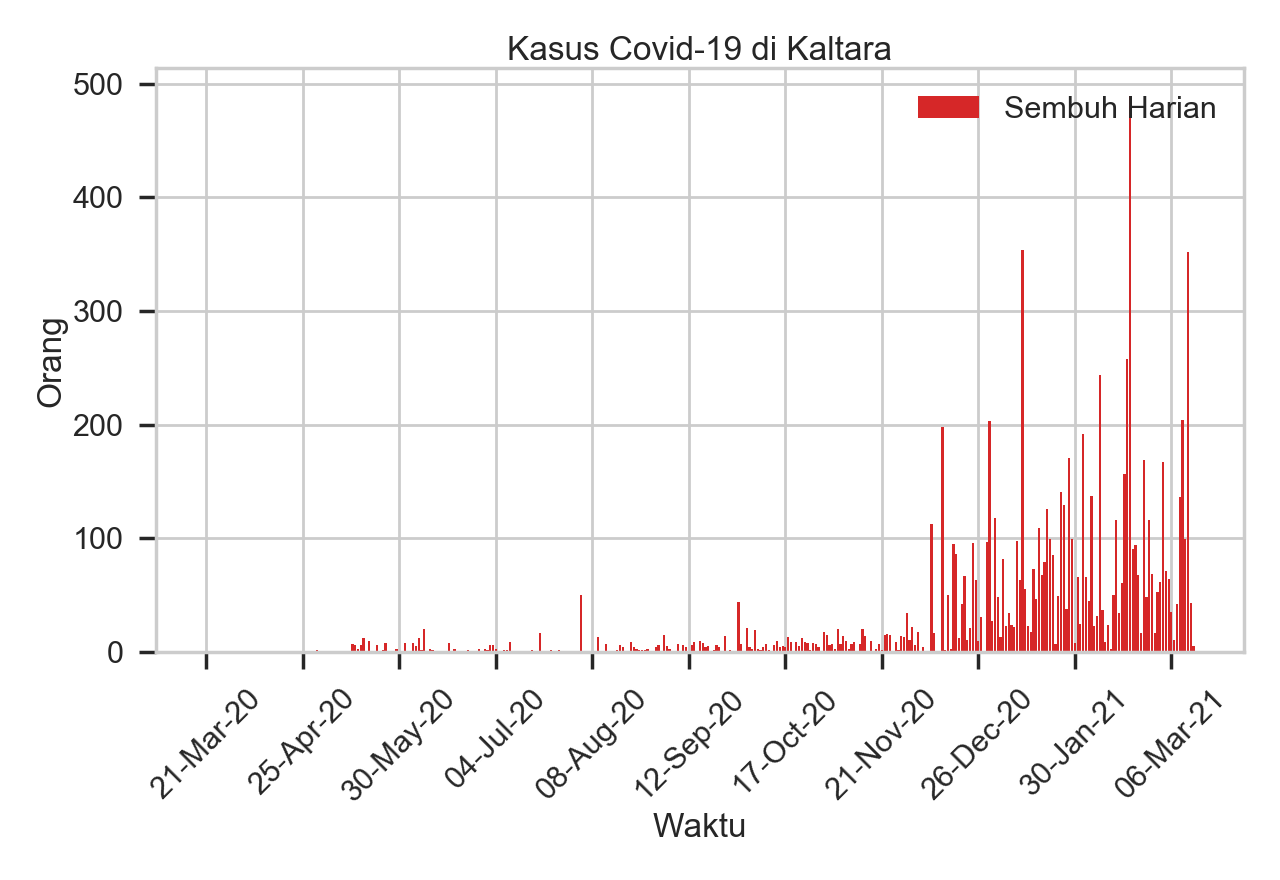 Kasus Covid-19 di Kaltara
Sembuh Harian
Orang
500
400
300
200
100
0
21-Mar-20
25-Apr-20
30-May-20
04-Jul-20
08-Aug-20
12-Sep-20
17-Oct-20
21-Nov-20
26-Dec-20
30-Jan-21
06-Mar-21
Waktu